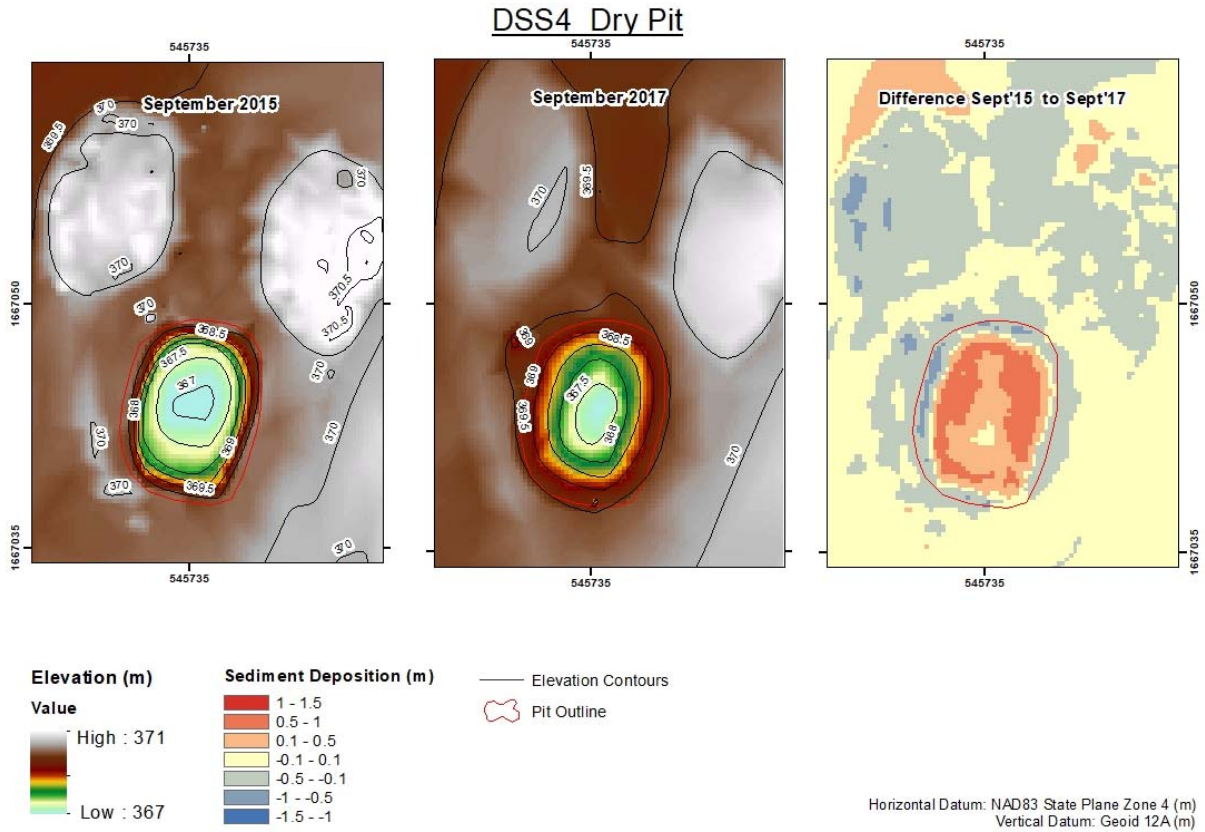 DSS4 Dry Pit
545735
545735
545735
September 2015
September 2017
Difference Sept'15 to Sept'17
1667050
1667050
369.5
370
370
370
370
370
370.5
370.5
370
368.5
367.5
367
368
369
369.5
370
370
370
370
369.5
370
369
368.5
369
367.5
369.5
368
370
1667035
1667035
545735
545735
545735
Elevation (m)
Value
High : 371
Low : 367
Sediment Deposition (m)
1 - 1.5
0.5 - 1
0.1 - 0.5
-0.1 - 0.1
-0.5 - -0.1
-1 - -0.5
-1.5 - -1
Elevation Contours
Pit Outline
Horizontal Datum: NAD83 State Plane Zone 4 (m)
Vertical Datum: Geoid 12A (m)